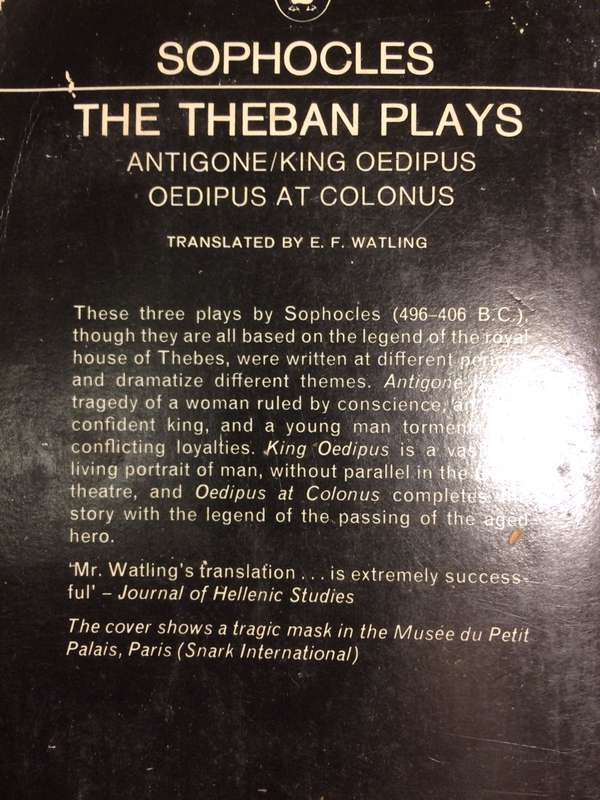 SOPHOCLES
THE THEBAN PLAYS
ANTIGONE/KING OEDIPUS
OEDIPUS AT COLONUS
TRANSLATED BY E. F. WATLING
These three plays by Sophocles (496–406 B.C.),
though they are all based on the legend of the royal
house of Thebes, were written at different
and dramatize different themes. Antigone
tragedy of a woman ruled by conscience,
confident king, and a young man
conflicting loyalties. King Oedipus is a
living portrait of man, without parallel in the
theatre, and Oedipus at Colonus completes
story with the legend of the passing of the aged
hero.
'Mr. Watling's translation . . . is extremely success-
ful' – Journal of Hellenic Studies
The cover shows a tragic mask in the Musée du Petit
Palais, Paris (Snark International)